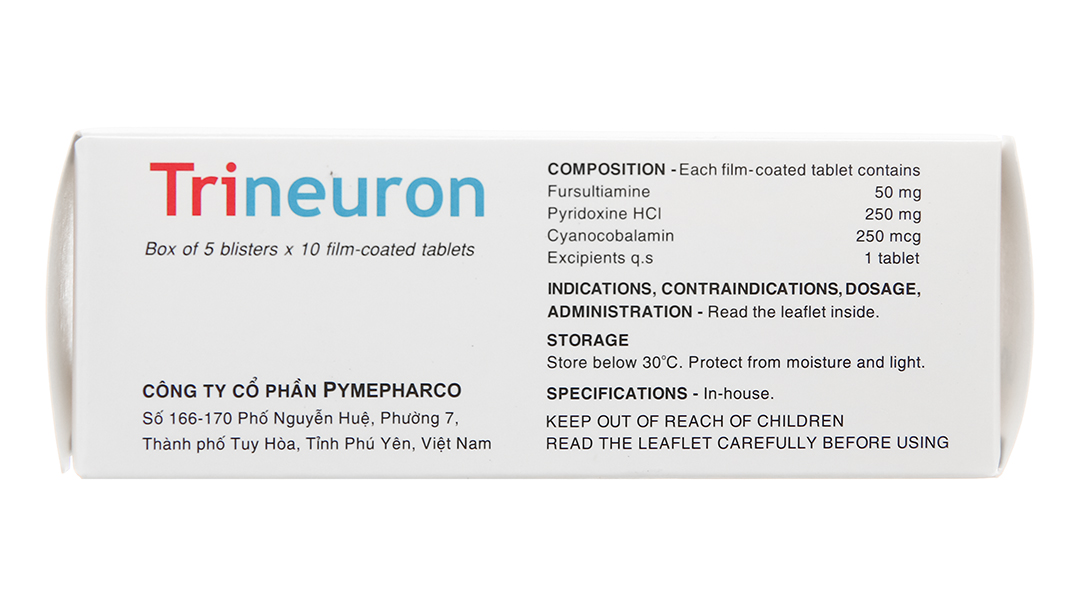 Trineuron
Box of 5 blisters x 10 film-coated tablets
CÔNG TY CỔ PHẦN PYMEPHARCO
Số 166-170 Phố Nguyễn Huệ, Phường 7,
Thành phố Tuy Hòa, Tỉnh Phú Yên, Việt Nam
COMPOSITION - Each film-coated tablet contains
Fursultiamine 50 mg
Pyridoxine HCl 250 mg
Cyanocobalamin 250 mcg
Excipients q.s 1 tablet
INDICATIONS, CONTRAINDICATIONS, DOSAGE,
ADMINISTRATION - Read the leaflet inside.
STORAGE
Store below 30°C. Protect from moisture and light.
SPECIFICATIONS - In-house.
KEEP OUT OF REACH OF CHILDREN
READ THE LEAFLET CAREFULLY BEFORE USING